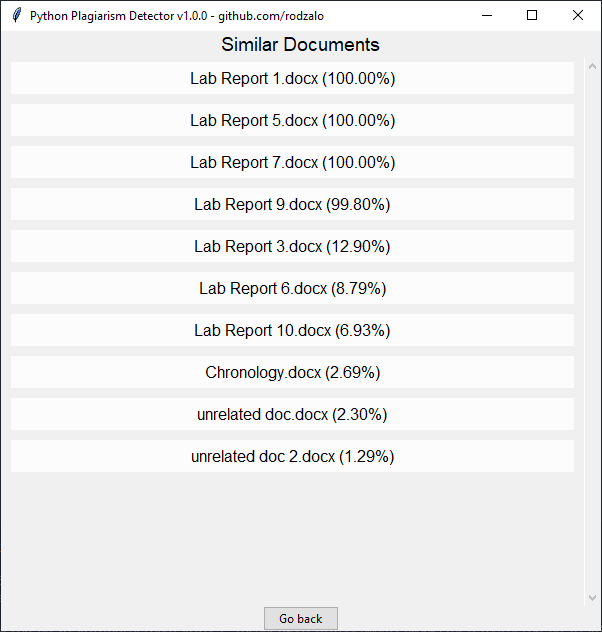 Python Plagiarism Detector v1.0.0 - github.com/rodzalo
Similar Documents
Lab Report 1.docx (100.00%)
Lab Report 5.docx (100.00%)
Lab Report 7.docx (100.00%)
Lab Report 9.docx (99.80%)
Lab Report 3.docx (12.90%)
Lab Report 6.docx (8.79%)
Lab Report 10.docx (6.93%)
Chronology.docx (2.69%)
unrelated doc.docx (2.30%)
unrelated doc 2.docx (1.29%)
Go back